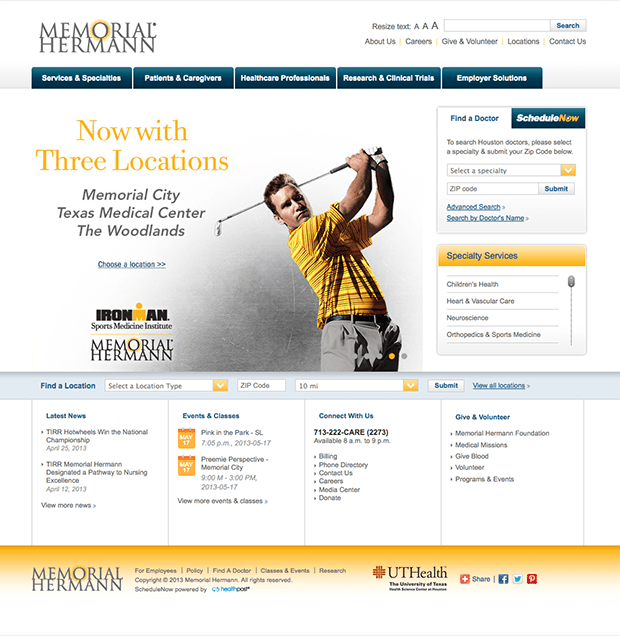 MEMORIAL
HERMANN
Resize text: A A A
Search
About Us | Careers | Give & Volunteer | Locations | Contact Us
Services & Specialties
Patients & Caregivers
Healthcare Professionals
Research & Clinical Trials
Employer Solutions
Now with
Three Locations
Memorial City
Texas Medical Center
The Woodlands
Choose a location >>
IRONMAN
Sports Medicine Institute
MEMORIAL
HERMANN
Find a Doctor
ScheduleNow
To search Houston doctors, please select
a specialty & submit your Zip Code below.
Select a specialty
ZIP code
Submit
Advanced Search »
Search by Doctor's Name »
Specialty Services
Children's Health
Heart & Vascular Care
Neuroscience
Orthopedics & Sports Medicine
Find a Location
Select a Location Type
ZIP Code
10 mi
Submit
View all locations »
Latest News
TIRR Hotwheels Win the National
Championship
April 25, 2013
TIRR Memorial Hermann
Designated a Pathway to Nursing
Excellence
April 12, 2013
View more news »
Events & Classes
MAY
17
Pink in the Park - SL
7:05 p.m., 2013-05-17
MAY
17
Preemie Perspective -
Memorial City
9:00 AM - 3:00 PM,
2013-05-17
View more events & classes »
Connect With Us
713-222-CARE (2273)
Available 8 a.m. to 9 p.m.
Billing
Phone Directory
Contact Us
Careers
Media Center
Donate
Give & Volunteer
Memorial Hermann Foundation
Medical Missions
Give Blood
Volunteer
Programs & Events
MEMORIAL
HERMANN
For Employees | Policy | Find A Doctor | Classes & Events | Research
Copyright © 2013 Memorial Hermann. All rights reserved.
ScheduleNow powered by healthpost
UTHealth
The University of Texas
Health Science Center at Houston
Share |